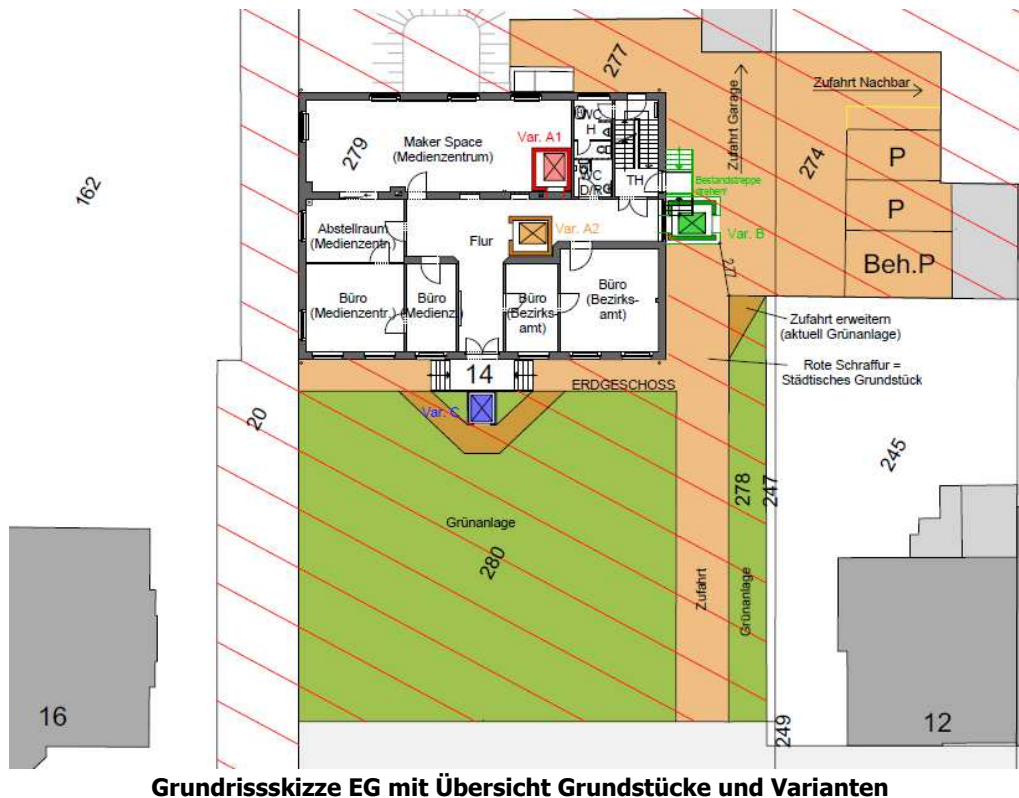 277
Zufahrt Garage
Zufahrt Nachbar
274
P
P
Beh.P
162
279
Maker Space
(Medienzentrum)
Var. A1
WC
H
WC
D/R
TH
Bestandstreppe
drehen
Var. B
277
Abstellraum
(Medienzentr.)
Flur
Var. A2
Büro
(Medienzentr.)
Büro
(Medienz.)
Büro
(Bezirks-
amt)
Büro
(Bezirks-
amt)
Zufahrt erweitern
(aktuell Grünanlage)
Rote Schraffur =
Städtisches Grundstück
14
ERDGESCHOSS
Var. C
20
245
278
247
Grünanlage
280
Zufahrt
Grünanlage
16
249
12
Grundrissskizze EG mit Übersicht Grundstücke und Varianten